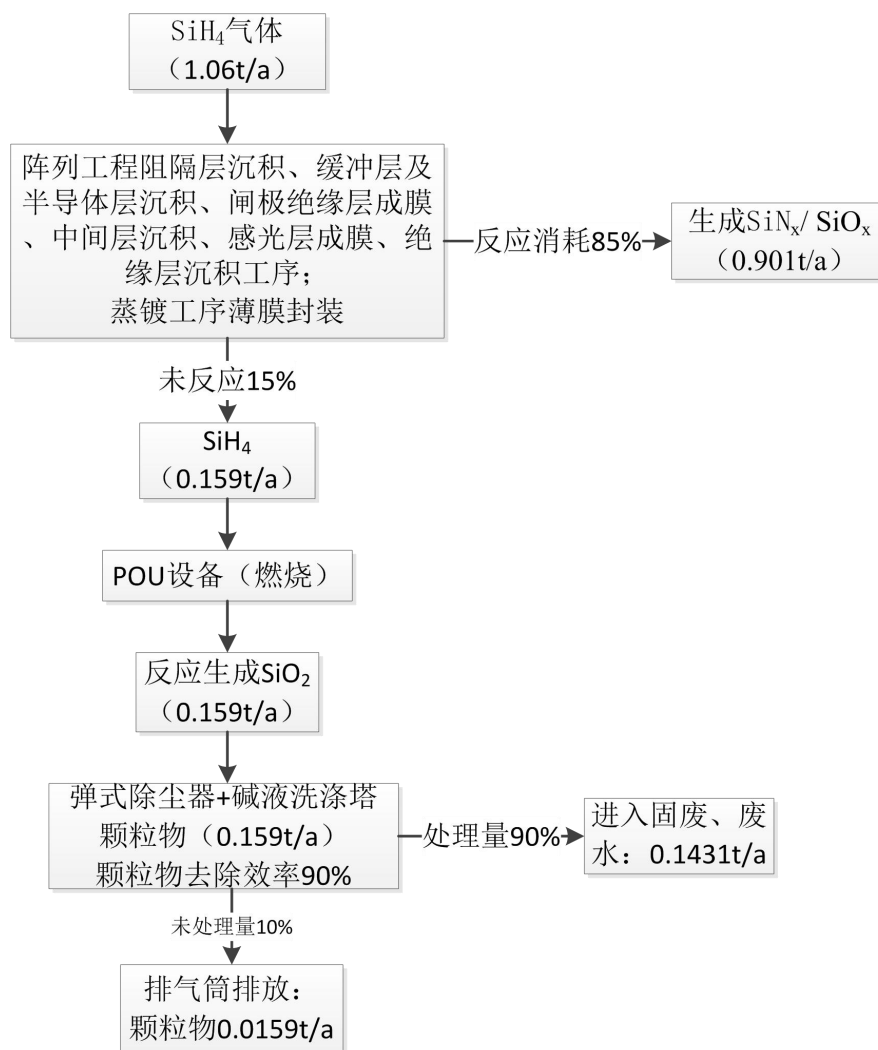 SiH₄气体
（1.06t/a）
阵列工程阻隔层沉积、缓冲层及
半导体层沉积、闸极绝缘层成膜
、中间层沉积、感光层成膜、绝
缘层沉积工序；
蒸镀工序薄膜封装
反应消耗85%
生成SiNₓ/ SiOₓ
（0.901t/a）
未反应15%
SiH₄
（0.159t/a）
POU设备（燃烧）
反应生成SiO₂
（0.159t/a）
弹式除尘器+碱液洗涤塔
颗粒物（0.159t/a）
颗粒物去除效率90%
处理量90%
进入固废、废
水：0.1431t/a
未处理量10%
排气筒排放：
颗粒物0.0159t/a